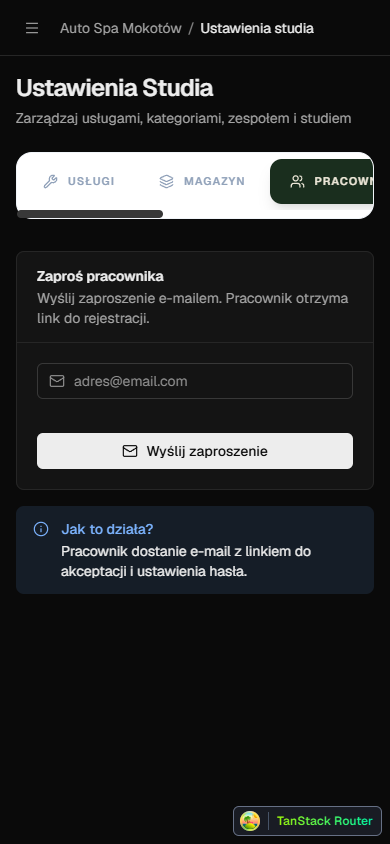 Auto Spa Mokotów / Ustawienia studia
Ustawienia Studia
Zarządzaj usługami, kategoriami, zespołem i studiem
USŁUGI
MAGAZYN
PRACOWN
Zaproś pracownika
Wyślij zaproszenie e-mailem. Pracownik otrzyma
link do rejestracji.
adres@email.com
Wyślij zaproszenie
Jak to działa?
Pracownik dostanie e-mail z linkiem do
akceptacji i ustawienia hasła.
TanStack Router